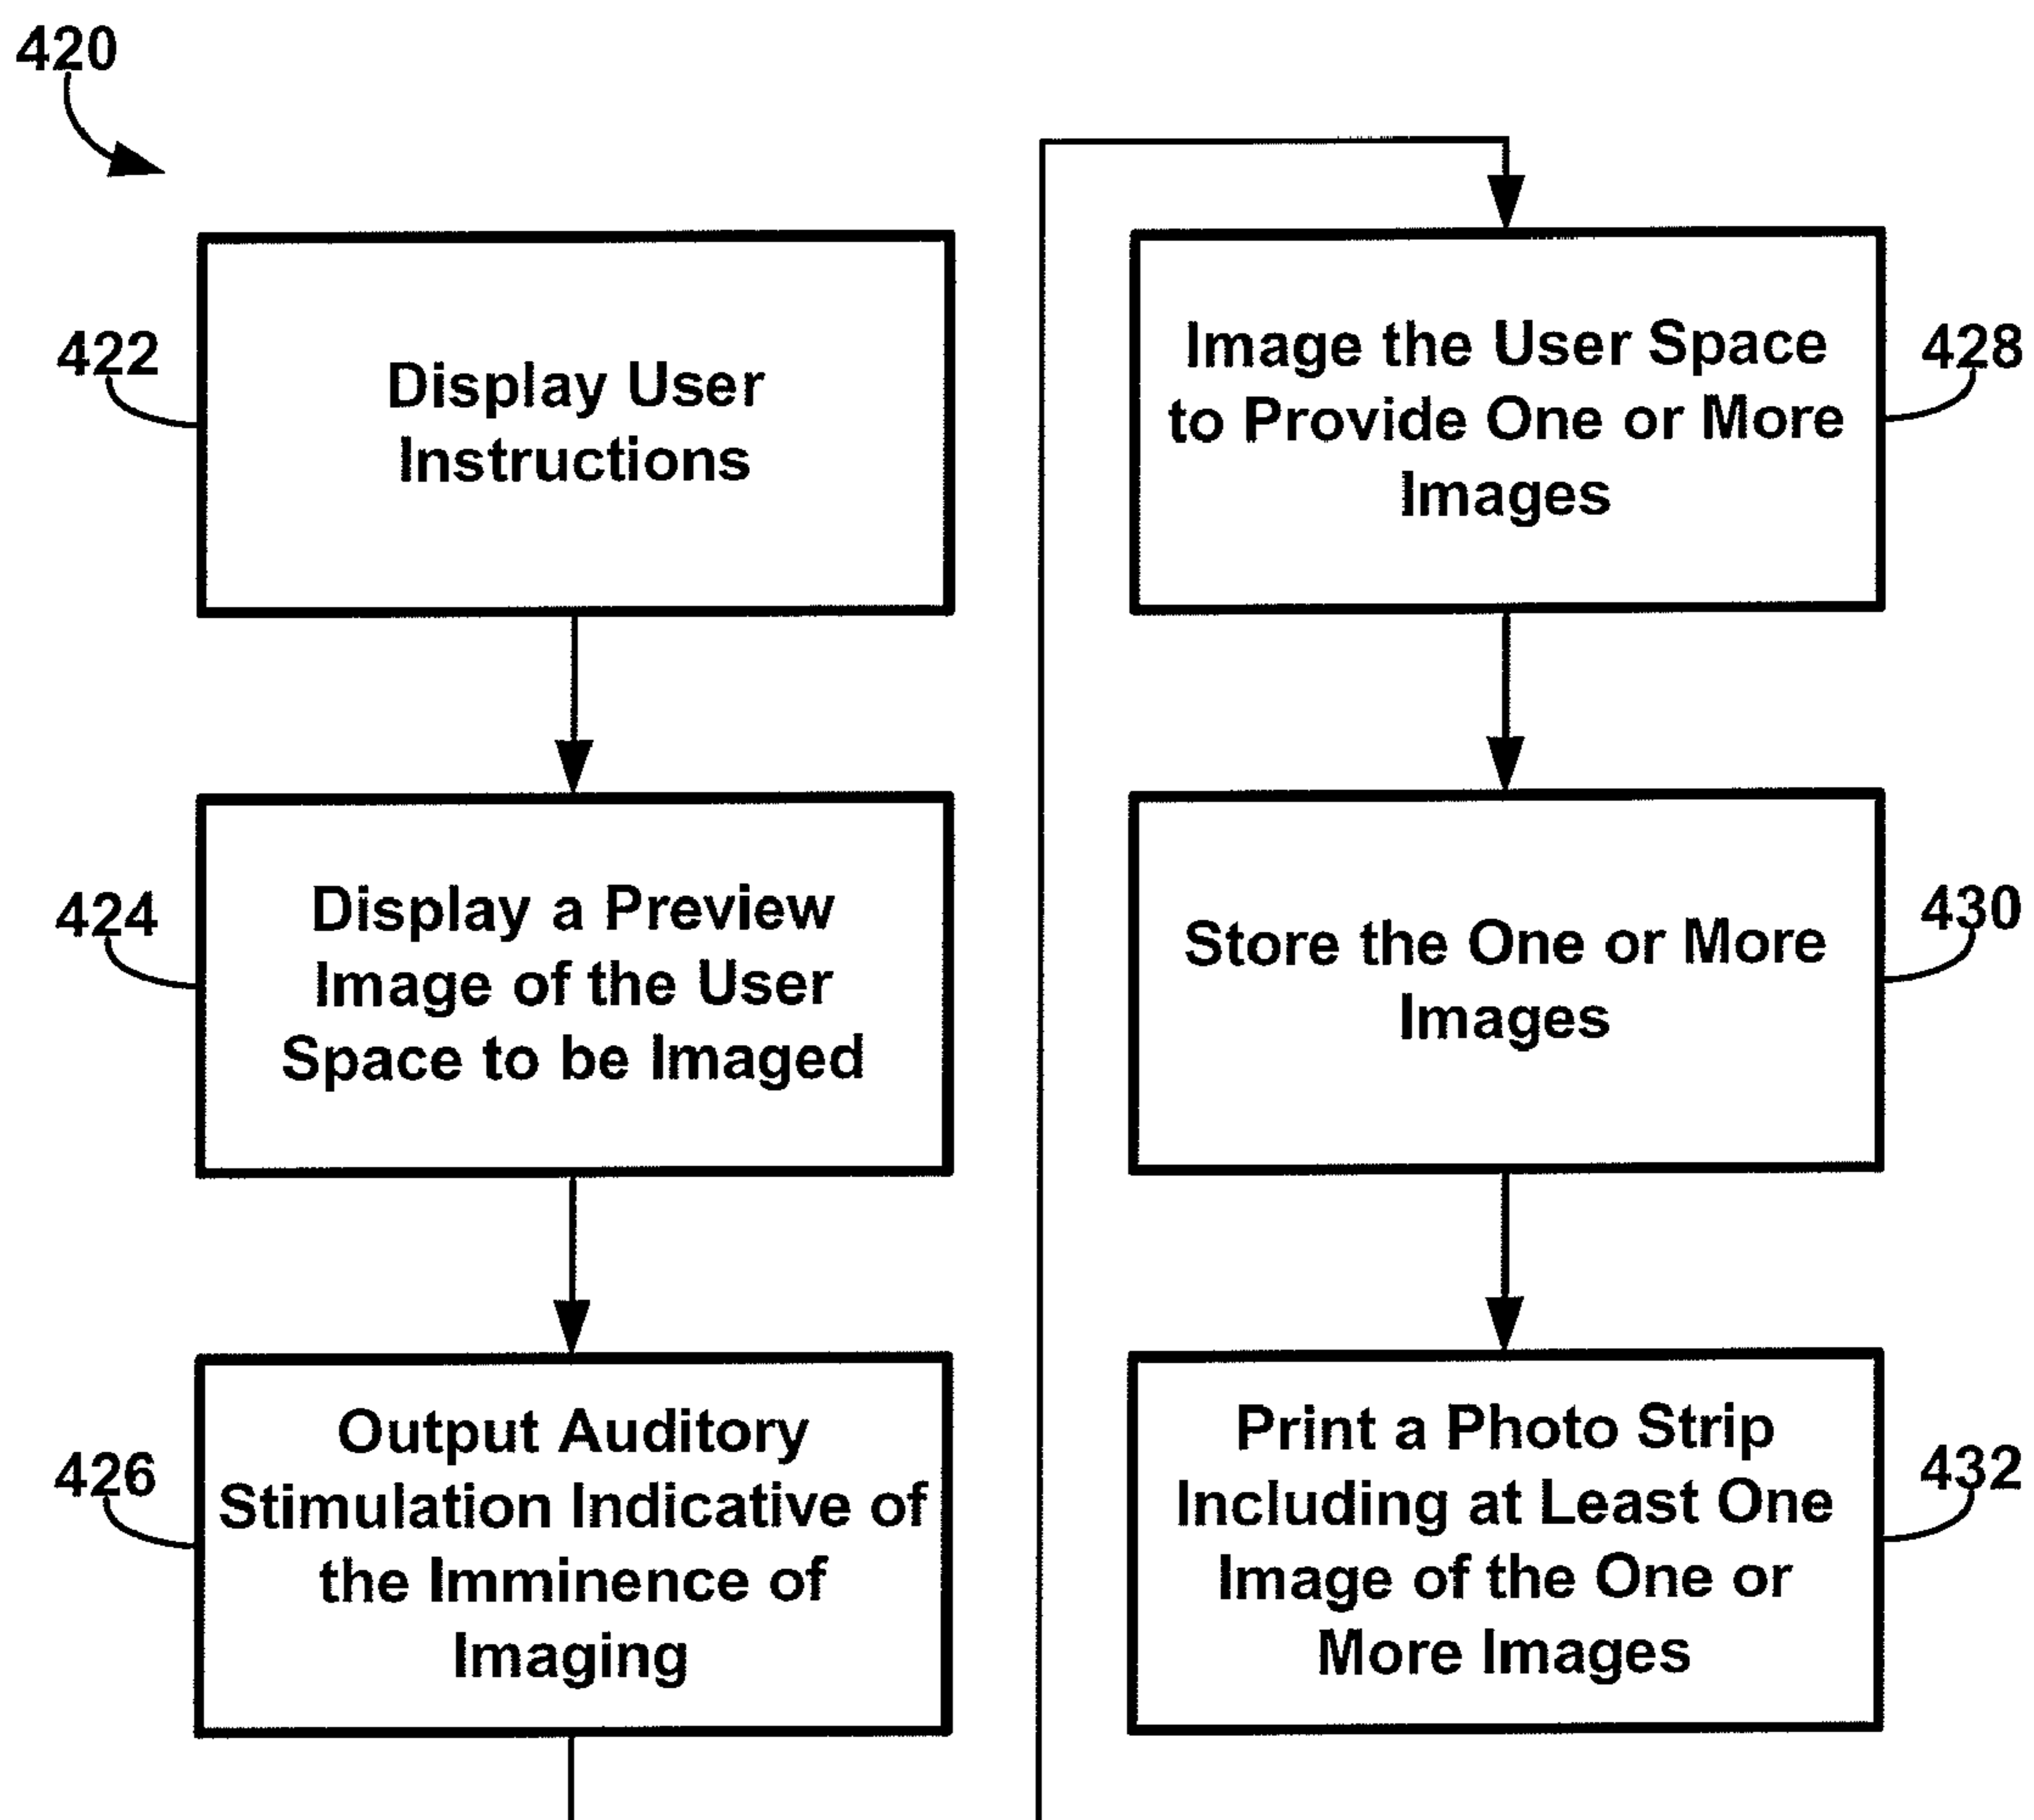 420
422
Display User
Instructions
424
Display a Preview
Image of the User
Space to be Imaged
426
Output Auditory
Stimulation Indicative of
the Imminence of
Imaging
428
Image the User Space
to Provide One or More
Images
430
Store the One or More
Images
432
Print a Photo Strip
Including at Least One
Image of the One or
More Images